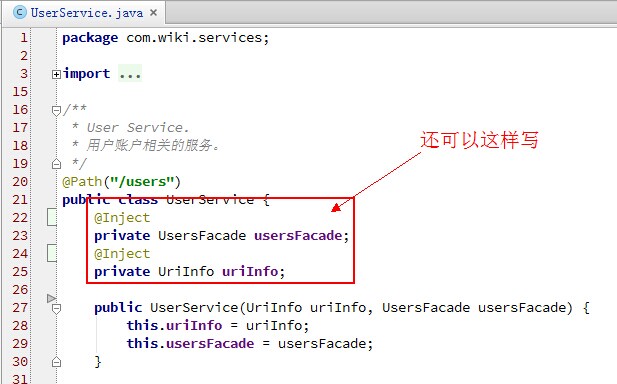 UserService.java ×
1 package com.wiki.services;
2
3 import ...
15
16 /**
17  * User Service.
18  * 用户账户相关的服务。
19  */
还可以这样写
20 @Path("/users")
21 public class UserService {
22     @Inject
23     private UsersFacade usersFacade;
24     @Inject
25     private UriInfo uriInfo;
26
27     public UserService(UriInfo uriInfo, UsersFacade usersFacade) {
28         this.uriInfo = uriInfo;
29         this.usersFacade = usersFacade;
30     }
31